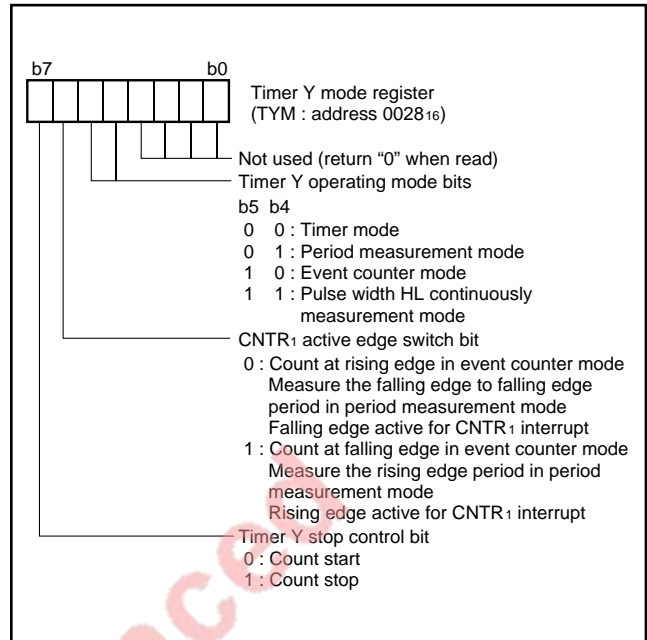 b7 b0
Timer Y mode register
(TYM : address 002816)
Not used (return “0” when read)
Timer Y operating mode bits
b5 b4
0 0 : Timer mode
0 1 : Period measurement mode
1 0 : Event counter mode
1 1 : Pulse width HL continuously
measurement mode
CNTR1 active edge switch bit
0 : Count at rising edge in event counter mode
Measure the falling edge to falling edge
period in period measurement mode
Falling edge active for CNTR1 interrupt
1 : Count at falling edge in event counter mode
Measure the rising edge period in period
measurement mode
Rising edge active for CNTR1 interrupt
Timer Y stop control bit
0 : Count start
1 : Count stop
nced